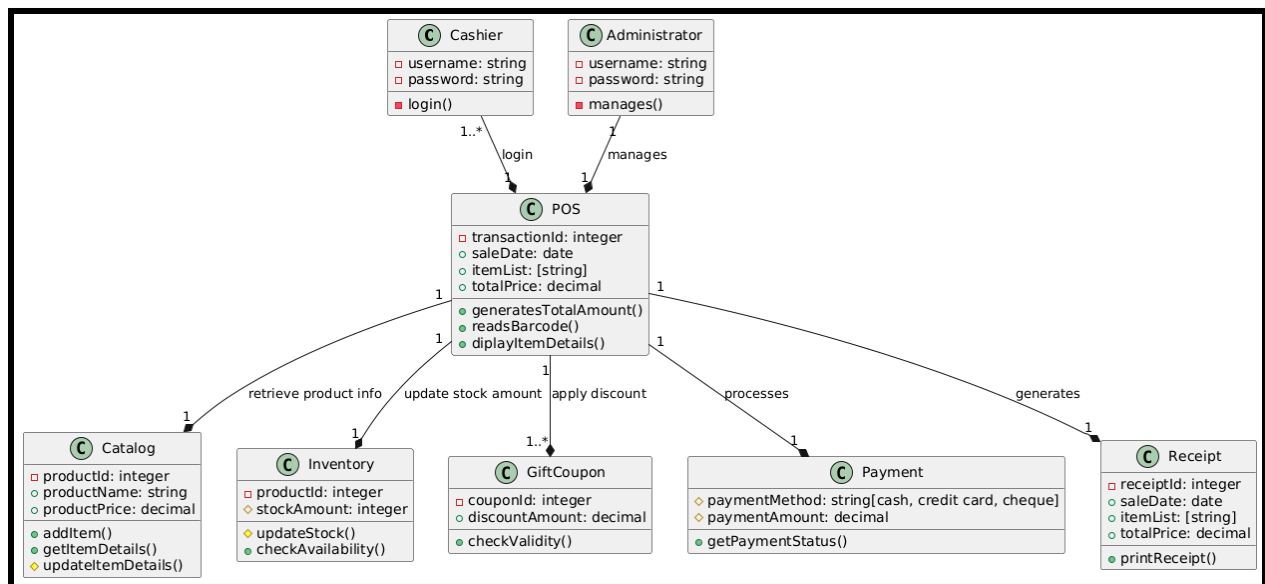 C Cashier
username: string
password: string
login()
C Administrator
username: string
password: string
manages()
1..*
login
1
1
manages
1
C POS
transactionId: integer
saleDate: date
itemList: [string]
totalPrice: decimal
generatesTotalAmount()
readsBarcode()
diplayItemDetails()
1
retrieve product info
1
1
update stock amount
1
1
apply discount
1..*
1
processes
1
1
generates
1
C Catalog
productId: integer
productName: string
productPrice: decimal
addItem()
getItemDetails()
updateItemDetails()
C Inventory
productId: integer
stockAmount: integer
updateStock()
checkAvailability()
C GiftCoupon
couponId: integer
discountAmount: decimal
checkValidity()
C Payment
paymentMethod: string[cash, credit card, cheque]
paymentAmount: decimal
getPaymentStatus()
C Receipt
receiptId: integer
saleDate: date
itemList: [string]
totalPrice: decimal
printReceipt()